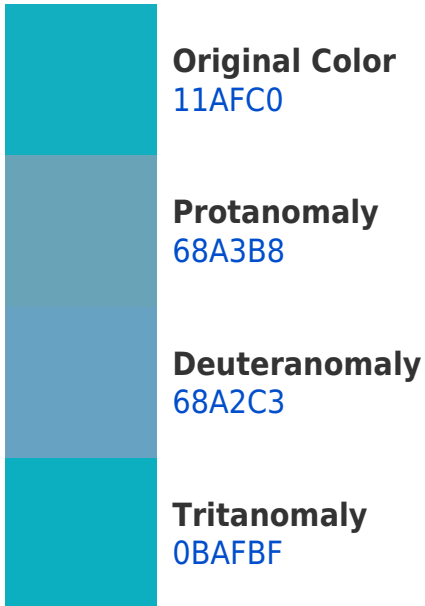 Original Color
11AFC0
Protanomaly
68A3B8
Deuteranomaly
68A2C3
Tritanomaly
0BAFBF